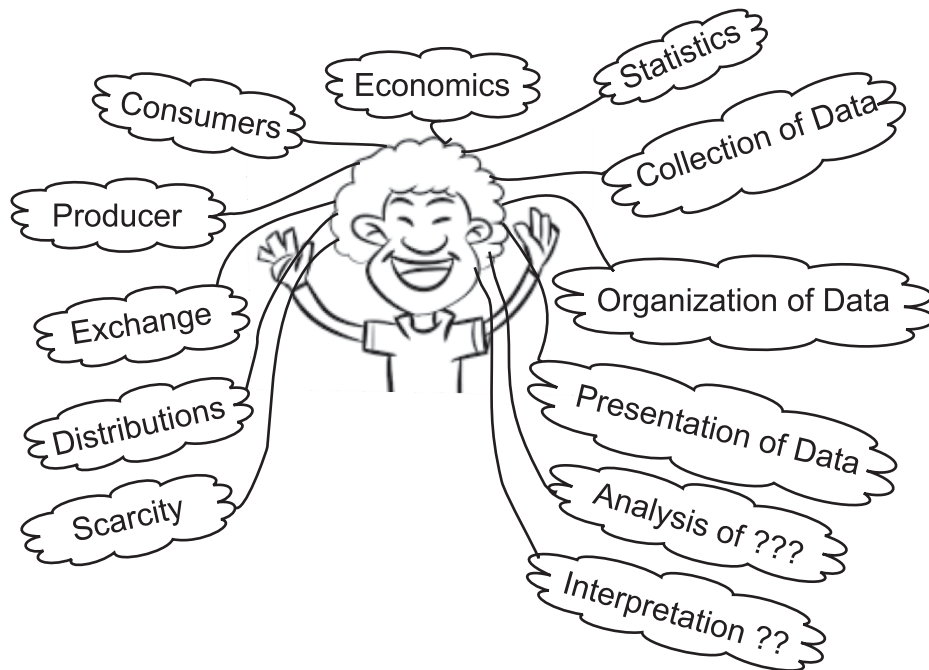 Economics
Statistics
Consumers
Collection of Data
Producer
Organization of Data
Exchange
Presentation of Data
Distributions
Analysis of ???
Scarcity
Interpretation ??